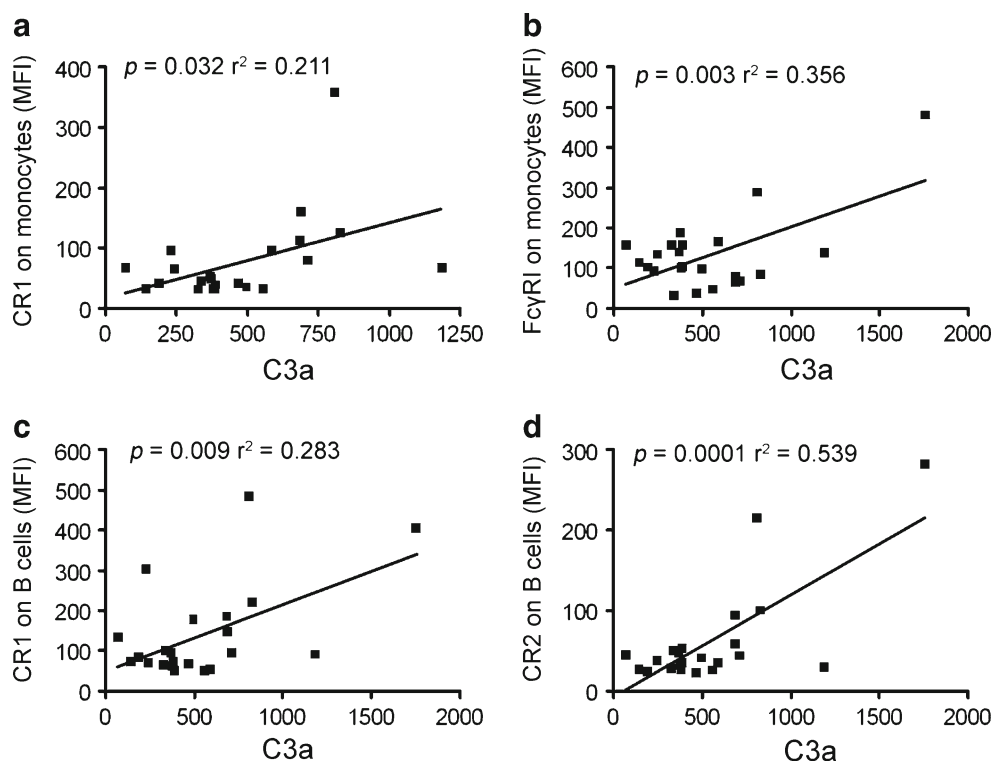 a
p = 0.032 r² = 0.211
CR1 on monocytes (MFI)
400
300
200
100
0
0 250 500 750 1000 1250
C3a
b
p = 0.003 r² = 0.356
FcγRI on monocytes (MFI)
600
500
400
300
200
100
0
0 500 1000 1500 2000
C3a
c
p = 0.009 r² = 0.283
CR1 on B cells (MFI)
600
500
400
300
200
100
0
0 500 1000 1500 2000
C3a
d
p = 0.0001 r² = 0.539
CR2 on B cells (MFI)
300
200
100
0
0 500 1000 1500 2000
C3a